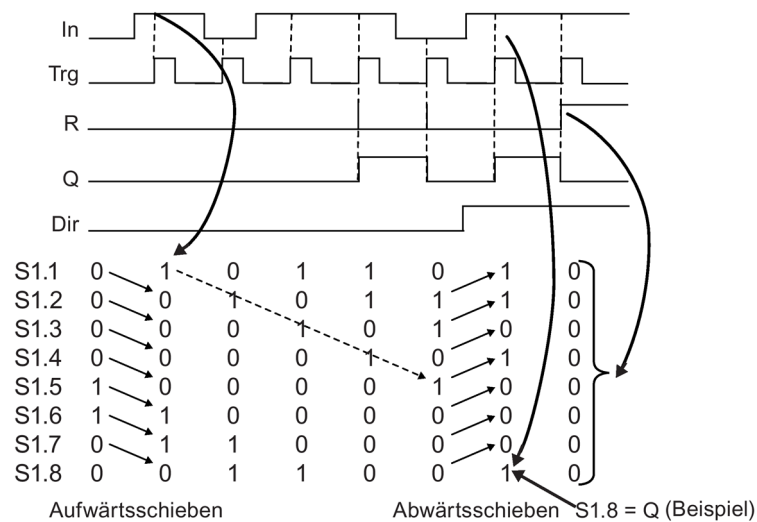 In
Trg
R
Q
Dir
S1.1 0 1 0 1 1 0 1 0
S1.2 0 0 1 0 1 1 1 0
S1.3 0 0 0 1 0 1 0 0
S1.4 0 0 0 0 1 0 1 0
S1.5 1 0 0 0 0 1 0 0
S1.6 1 1 0 0 0 0 0 0
S1.7 0 1 1 0 0 0 0 0
S1.8 0 0 1 1 0 0 1 0
Aufwärtsschieben Abwärtsschieben S1.8 = Q (Beispiel)